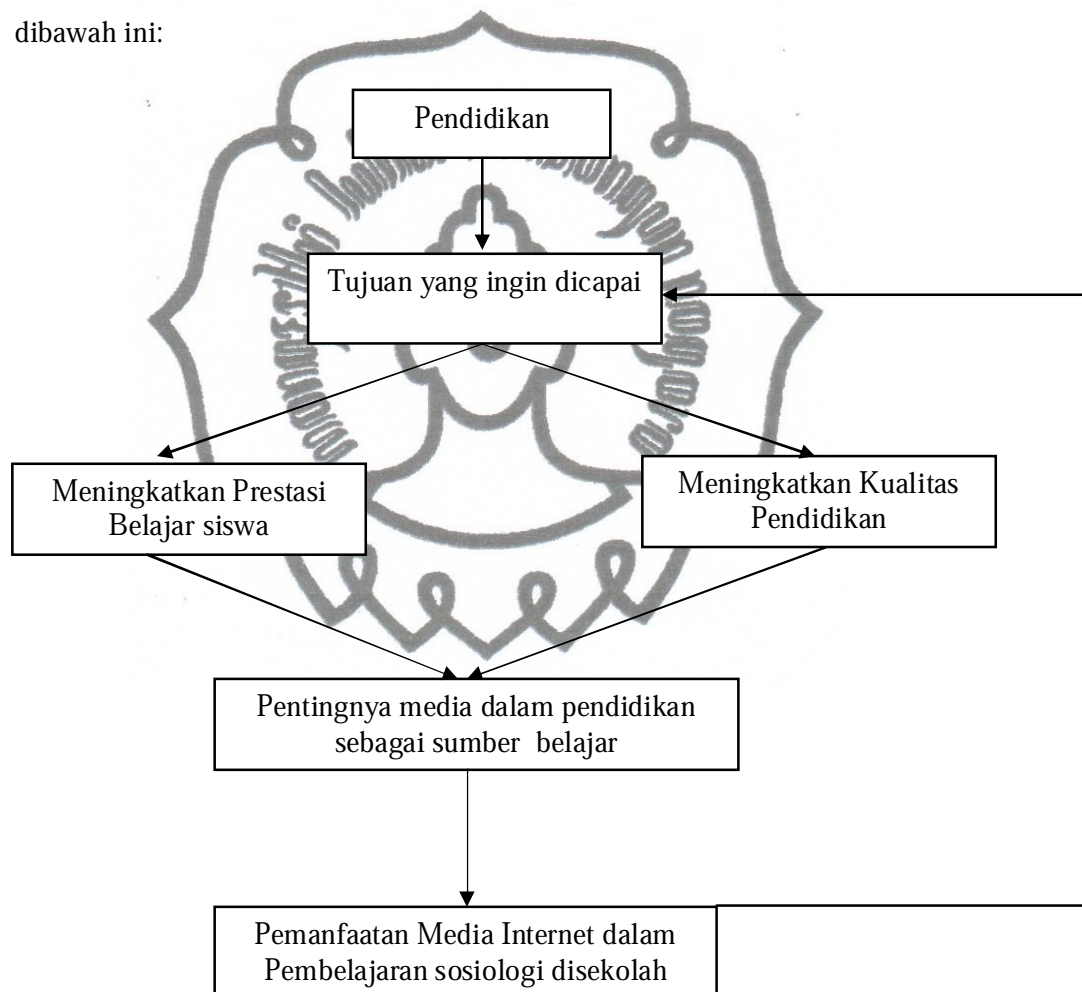 dibawah ini:
Pendidikan
Tujuan yang ingin dicapai
Meningkatkan Prestasi
Belajar siswa
Meningkatkan Kualitas
Pendidikan
Pentingnya media dalam pendidikan
sebagai sumber belajar
Pemanfaatan Media Internet dalam
Pembelajaran sosiologi disekolah